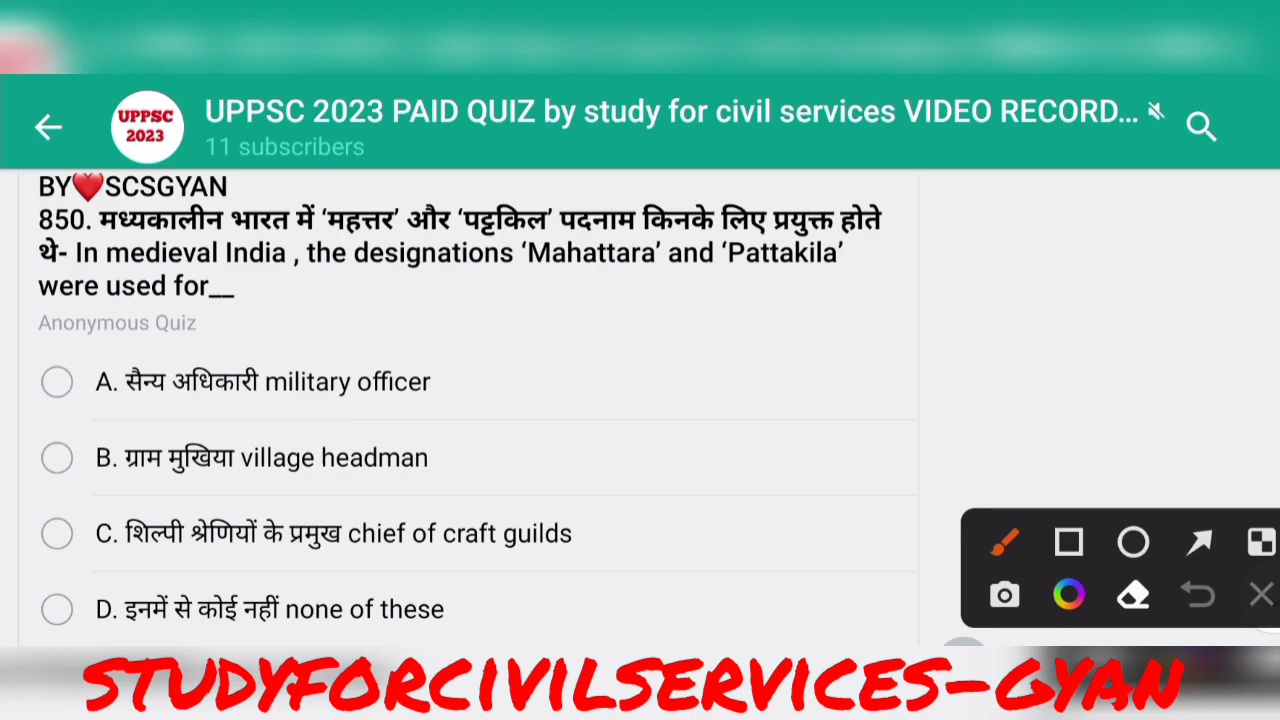 UPPSC
2023
UPPSC 2023 PAID QUIZ by study for civil services VIDEO RECORD...
11 subscribers
BY❤️SCSGYAN
850. मध्यकालीन भारत में ‘महत्तर’ और ‘पट्टकिल’ पदनाम किनके लिए प्रयुक्त होते
थे- In medieval India , the designations ‘Mahattara’ and ‘Pattakila’
were used for__
Anonymous Quiz
A. सैन्य अधिकारी military officer
B. ग्राम मुखिया village headman
C. शिल्पी श्रेणियों के प्रमुख chief of craft guilds
D. इनमें से कोई नहीं none of these
STUDYFORCIVILSERVICES-GYAN